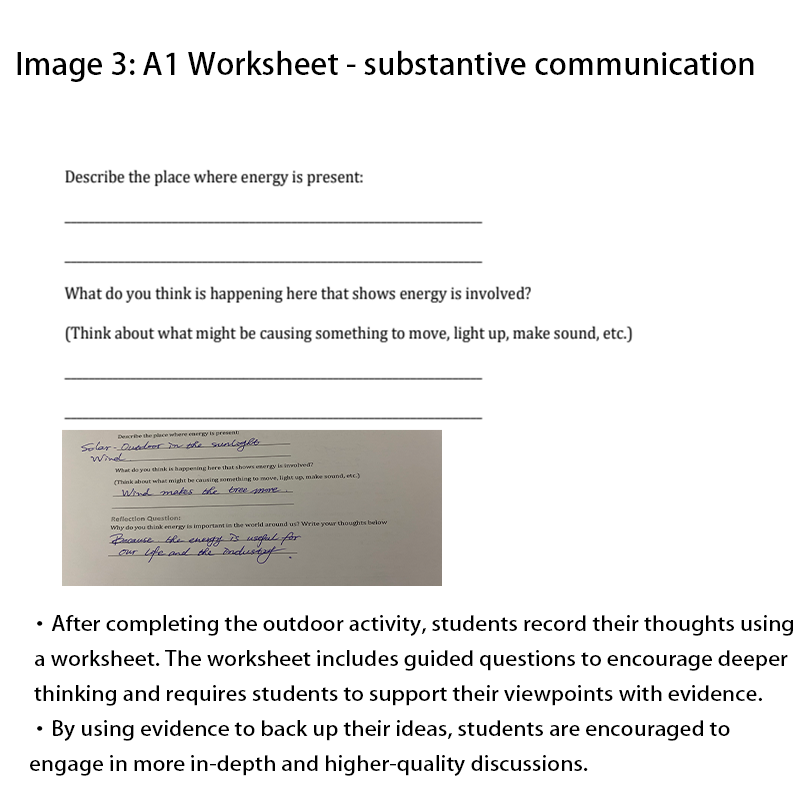 Image 3: A1 Worksheet - substantive communication
Describe the place where energy is present:
What do you think is happening here that shows energy is involved?
(Think about what might be causing something to move, light up, make sound, etc.)
Describe the place where energy is present:
Solar - Outdoor in the sunlight
Wind
What do you think is happening here that shows energy is involved?
(Think about what might be causing something to move, light up, make sound, etc.)
Wind makes the tree move.
Reflection Question:
Why do you think energy is important in the world around us? Write your thoughts below
Because the energy is useful for
our life and the industry.
• After completing the outdoor activity, students record their thoughts using
a worksheet. The worksheet includes guided questions to encourage deeper
thinking and requires students to support their viewpoints with evidence.
• By using evidence to back up their ideas, students are encouraged to
engage in more in-depth and higher-quality discussions.